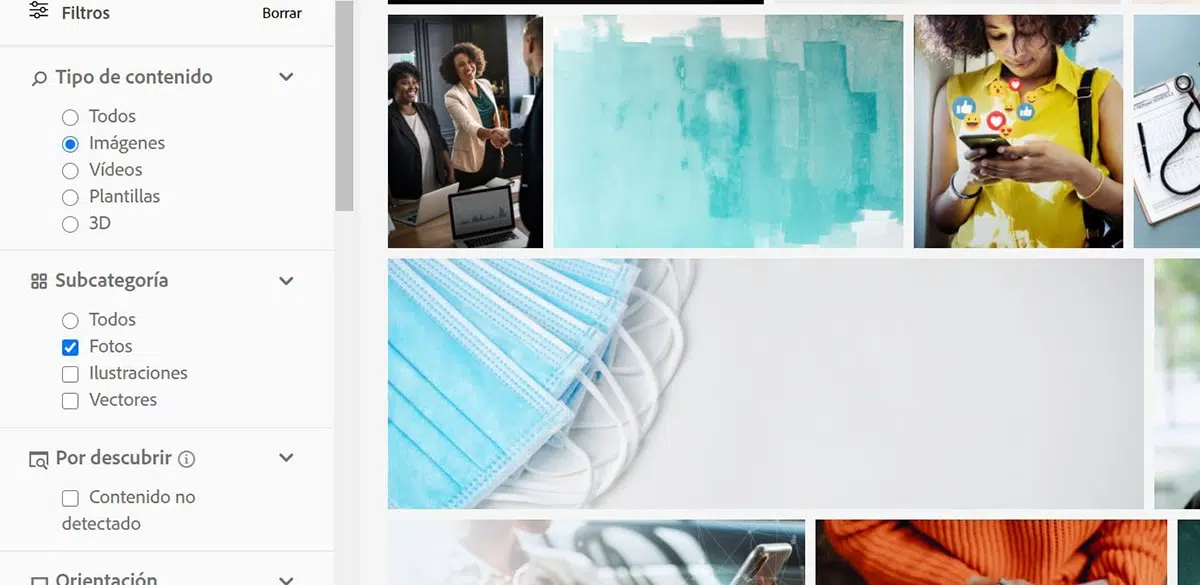 Filtros
Borrar
Tipo de contenido
Todos
Imágenes
Vídeos
Plantillas
3D
Subcategoría
Todos
Fotos
Ilustraciones
Vectores
Por descubrir
Contenido no
detectado
Orientación